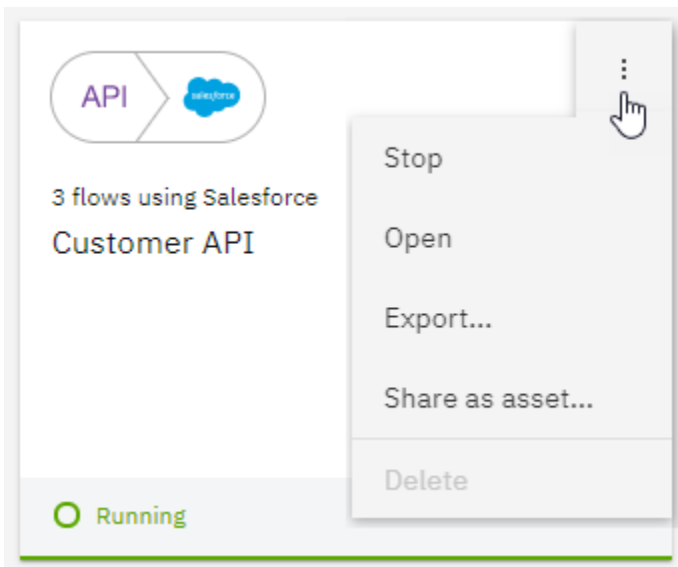 API
salesforce
3 flows using Salesforce
Customer API
Stop
Open
Export...
Share as asset...
Delete
Running